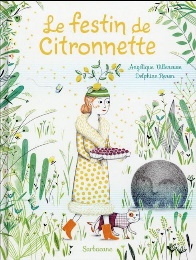 Le festin de
Citronnette
Angélique Villeneuve
Delphine Renon
Sarbacane